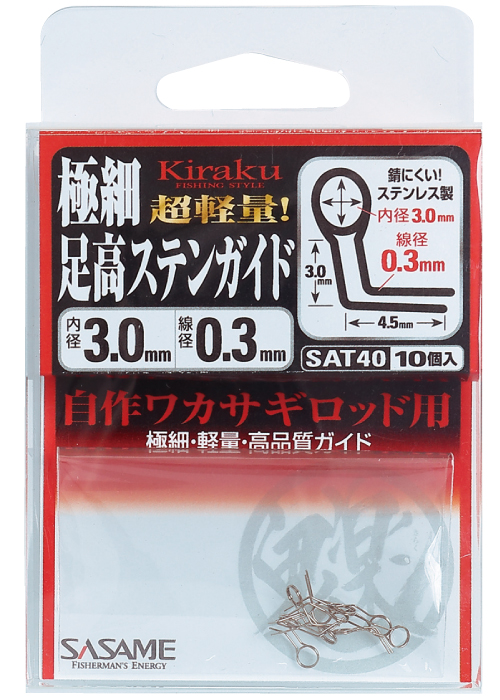 Kiraku
FISHING STYLE
極細 超軽量!
足高ステンガイド
内径 3.0mm 線径 0.3mm
錆にくい!
ステンレス製
内径3.0mm
線径
0.3mm
3.0mm
4.5mm
SAT40 10個入
自作ワカサギロッド用
極細・軽量・高品質ガイド
SASAME
FISHERMAN'S ENERGY